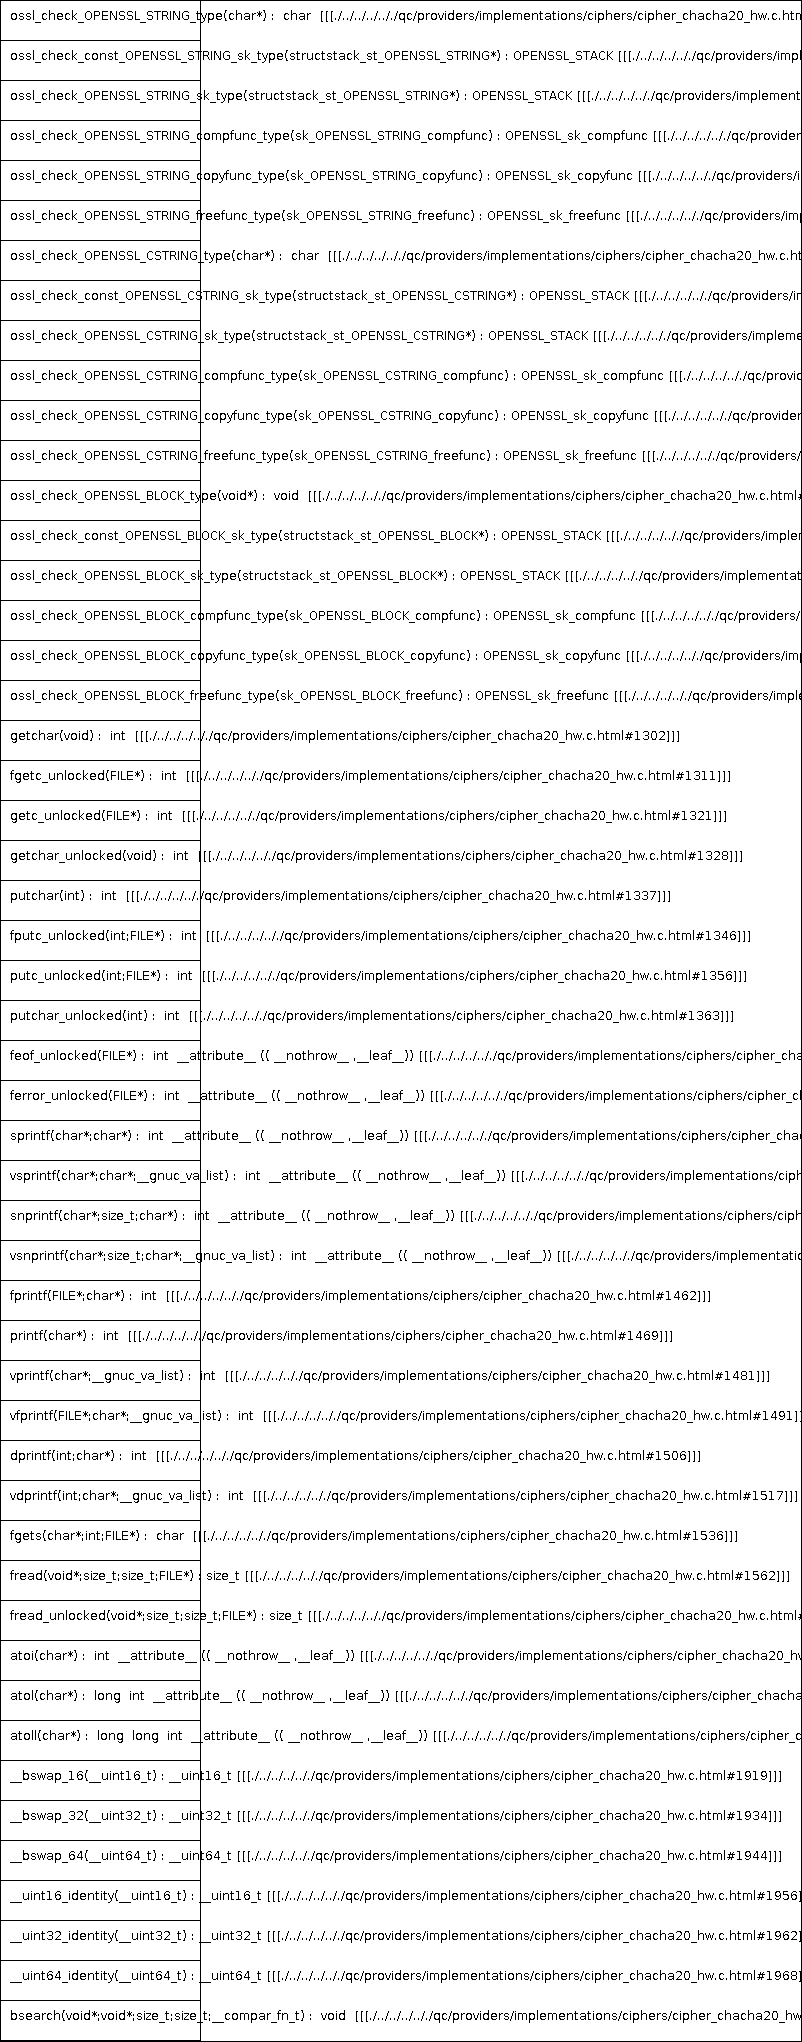 ossl_check_OPENSSL_STRING_type(char*) : char [[[./../../../../../qc/providers/implementations/ciphers/cipher_chacha20_hw.c.htm
ossl_check_const_OPENSSL_STRING_sk_type(structstack_st_OPENSSL_STRING*) : OPENSSL_STACK [[[./../../../../../qc/providers/impl
ossl_check_OPENSSL_STRING_sk_type(structstack_st_OPENSSL_STRING*) : OPENSSL_STACK [[[./../../../../../qc/providers/implement
ossl_check_OPENSSL_STRING_compfunc_type(sk_OPENSSL_STRING_compfunc) : OPENSSL_sk_compfunc [[[./../../../../../qc/provider
ossl_check_OPENSSL_STRING_copyfunc_type(sk_OPENSSL_STRING_copyfunc) : OPENSSL_sk_copyfunc [[[./../../../../../qc/providers/i
ossl_check_OPENSSL_STRING_freefunc_type(sk_OPENSSL_STRING_freefunc) : OPENSSL_sk_freefunc [[[./../../../../../qc/providers/im
ossl_check_OPENSSL_CSTRING_type(char*) : char [[[./../../../../../qc/providers/implementations/ciphers/cipher_chacha20_hw.c.ht
ossl_check_const_OPENSSL_CSTRING_sk_type(structstack_st_OPENSSL_CSTRING*) : OPENSSL_STACK [[[./../../../../../qc/providers/in
ossl_check_OPENSSL_CSTRING_sk_type(structstack_st_OPENSSL_CSTRING*) : OPENSSL_STACK [[[./../../../../../qc/providers/impleme
ossl_check_OPENSSL_CSTRING_compfunc_type(sk_OPENSSL_CSTRING_compfunc) : OPENSSL_sk_compfunc [[[./../../../../../qc/provid
ossl_check_OPENSSL_CSTRING_copyfunc_type(sk_OPENSSL_CSTRING_copyfunc) : OPENSSL_sk_copyfunc [[[./../../../../../qc/provider
ossl_check_OPENSSL_CSTRING_freefunc_type(sk_OPENSSL_CSTRING_freefunc) : OPENSSL_sk_freefunc [[[./../../../../../qc/providers/
ossl_check_OPENSSL_BLOCK_type(void*) : void [[[./../../../../../qc/providers/implementations/ciphers/cipher_chacha20_hw.c.html#
ossl_check_const_OPENSSL_BLOCK_sk_type(structstack_st_OPENSSL_BLOCK*) : OPENSSL_STACK [[[./../../../../../qc/providers/implem
ossl_check_OPENSSL_BLOCK_sk_type(structstack_st_OPENSSL_BLOCK*) : OPENSSL_STACK [[[./../../../../../qc/providers/implementat
ossl_check_OPENSSL_BLOCK_compfunc_type(sk_OPENSSL_BLOCK_compfunc) : OPENSSL_sk_compfunc [[[./../../../../../qc/providers/
ossl_check_OPENSSL_BLOCK_copyfunc_type(sk_OPENSSL_BLOCK_copyfunc) : OPENSSL_sk_copyfunc [[[./../../../../../qc/providers/imp
ossl_check_OPENSSL_BLOCK_freefunc_type(sk_OPENSSL_BLOCK_freefunc) : OPENSSL_sk_freefunc [[[./../../../../../qc/providers/imple
getchar(void) : int [[[./../../../../../qc/providers/implementations/ciphers/cipher_chacha20_hw.c.html#1302]]]
fgetc_unlocked(FILE*) : int [[[./../../../../../qc/providers/implementations/ciphers/cipher_chacha20_hw.c.html#1311]]]
getc_unlocked(FILE*) : int [[[./../../../../../qc/providers/implementations/ciphers/cipher_chacha20_hw.c.html#1321]]]
getchar_unlocked(void) : int [[[./../../../../../qc/providers/implementations/ciphers/cipher_chacha20_hw.c.html#1328]]]
putchar(int) : int [[[./../../../../../qc/providers/implementations/ciphers/cipher_chacha20_hw.c.html#1337]]]
fputc_unlocked(int;FILE*) : int [[[./../../../../../qc/providers/implementations/ciphers/cipher_chacha20_hw.c.html#1346]]]
putc_unlocked(int;FILE*) : int [[[./../../../../../qc/providers/implementations/ciphers/cipher_chacha20_hw.c.html#1356]]]
putchar_unlocked(int) : int [[[./../../../../../qc/providers/implementations/ciphers/cipher_chacha20_hw.c.html#1363]]]
feof_unlocked(FILE*) : int __attribute__ (( __nothrow__ ,__leaf__)) [[[./../../../../../qc/providers/implementations/ciphers/cipher_cha
ferror_unlocked(FILE*) : int __attribute__ (( __nothrow__ ,__leaf__)) [[[./../../../../../qc/providers/implementations/ciphers/cipher_cl
sprintf(char*;char*) : int __attribute__ (( __nothrow__ ,__leaf__)) [[[./../../../../../qc/providers/implementations/ciphers/cipher_chac
vsprintf(char*;char*;__gnuc_va_list) : int __attribute__ (( __nothrow__ ,__leaf__)) [[[./../../../../../qc/providers/implementations/ciph
snprintf(char*;size_t;char*) : int __attribute__ (( __nothrow__ ,__leaf__)) [[[./../../../../../qc/providers/implementations/ciphers/ciph
vsnprintf(char*;size_t;char*;__gnuc_va_list) : int __attribute__ (( __nothrow__ ,__leaf__)) [[[./../../../../../qc/providers/implementatio
fprintf(FILE*;char*) : int [[[./../../../../../qc/providers/implementations/ciphers/cipher_chacha20_hw.c.html#1462]]]
printf(char*) : int [[[./../../../../../qc/providers/implementations/ciphers/cipher_chacha20_hw.c.html#1469]]]
vprintf(char*;__gnuc_va_list) : int [[[./../../../../../qc/providers/implementations/ciphers/cipher_chacha20_hw.c.html#1481]]]
vfprintf(FILE*;char*;__gnuc_va_list) : int [[[./../../../../../qc/providers/implementations/ciphers/cipher_chacha20_hw.c.html#1491]]]
dprintf(int;char*) : int [[[./../../../../../qc/providers/implementations/ciphers/cipher_chacha20_hw.c.html#1506]]]
vdprintf(int;char*;__gnuc_va_list) : int [[[./../../../../../qc/providers/implementations/ciphers/cipher_chacha20_hw.c.html#1517]]]
fgets(char*;int;FILE*) : char [[[./../../../../../qc/providers/implementations/ciphers/cipher_chacha20_hw.c.html#1536]]]
fread(void*;size_t;size_t;FILE*) : size_t [[[./../../../../../qc/providers/implementations/ciphers/cipher_chacha20_hw.c.html#1562]]]
fread_unlocked(void*;size_t;size_t;FILE*) : size_t [[[./../../../../../qc/providers/implementations/ciphers/cipher_chacha20_hw.c.html#
atoi(char*) : int __attribute__ (( __nothrow__ ,__leaf__)) [[[./../../../../../qc/providers/implementations/ciphers/cipher_chacha20_hw
atol(char*) : long int __attribute__ (( __nothrow__ ,__leaf__)) [[[./../../../../../qc/providers/implementations/ciphers/cipher_chacha
atoll(char*) : long long int __attribute__ (( __nothrow__ ,__leaf__)) [[[./../../../../../qc/providers/implementations/ciphers/cipher_c
__bswap_16(__uint16_t) : __uint16_t [[[./../../../../../qc/providers/implementations/ciphers/cipher_chacha20_hw.c.html#1919]]]
__bswap_32(__uint32_t) : __uint32_t [[[./../../../../../qc/providers/implementations/ciphers/cipher_chacha20_hw.c.html#1934]]]
__bswap_64(__uint64_t) : __uint64_t [[[./../../../../../qc/providers/implementations/ciphers/cipher_chacha20_hw.c.html#1944]]]
__uint16_identity(__uint16_t) : __uint16_t [[[./../../../../../qc/providers/implementations/ciphers/cipher_chacha20_hw.c.html#1956]
__uint32_identity(__uint32_t) : __uint32_t [[[./../../../../../qc/providers/implementations/ciphers/cipher_chacha20_hw.c.html#1962]
__uint64_identity(__uint64_t) : __uint64_t [[[./../../../../../qc/providers/implementations/ciphers/cipher_chacha20_hw.c.html#1968]
bsearch(void*;void*;size_t;size_t;__compar_fn_t) : void [[[./../../../../../qc/providers/implementations/ciphers/cipher_chacha20_hw